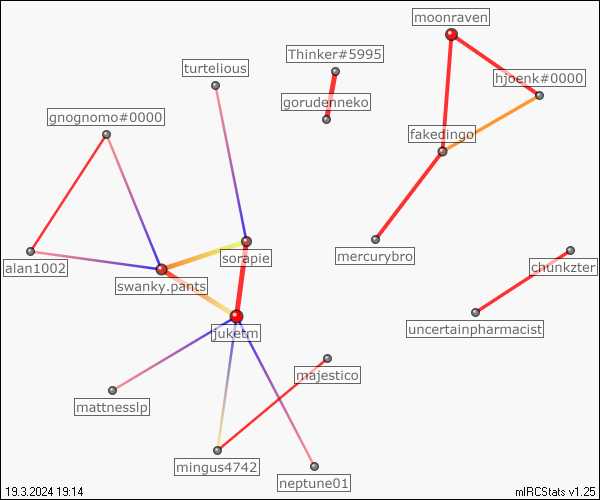 moonraven
Thinker#5995
turtelious
hjoenk#0000
gorudenneko
gnognomo#0000
fakedingo
mercurybro
sorapie
alan1002
chunkzter
swanky.pants
uncertainpharmacist
juketm
majestico
mattnesslp
mingus4742
neptune01
19.3.2024 19:14
mIRCStats v1.25